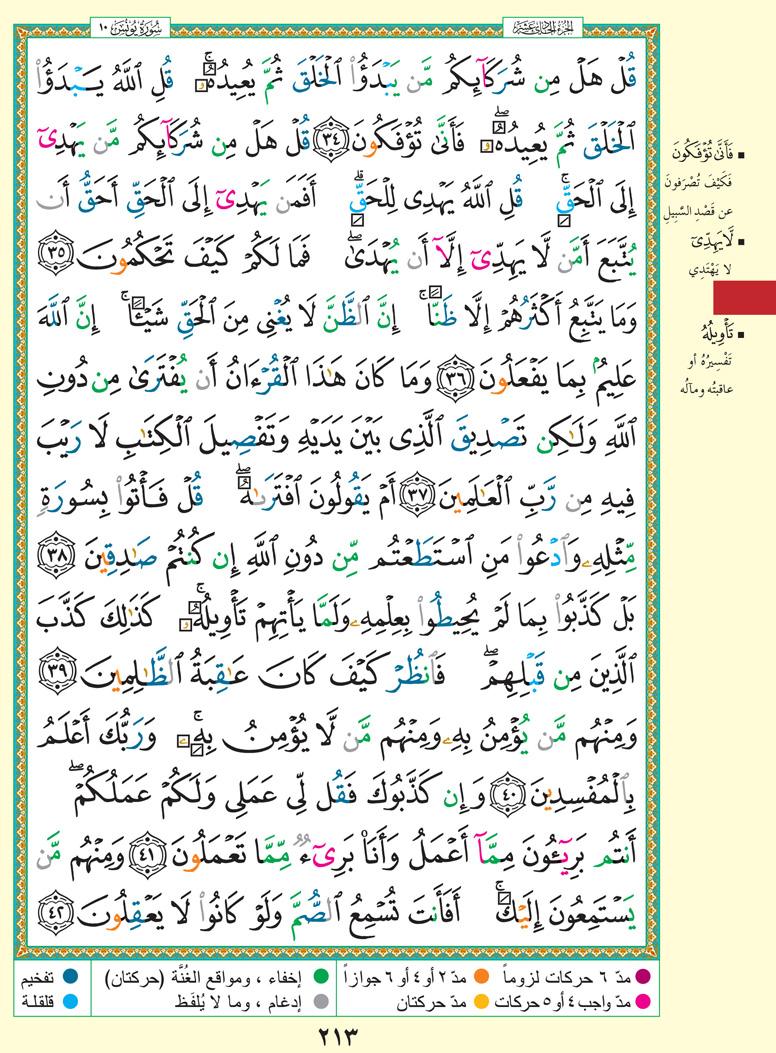 الجزء الحادي عشر
سُورَةُ يُونُس ١٠
قُلْ هَلْ مِن شُرَكَآئِكُم مَّن يَبْدَؤُا۟ ٱلْخَلْقَ ثُمَّ يُعِيدُهُۥ ۚ قُلِ ٱللَّهُ يَبْدَؤُا۟
ٱلْخَلْقَ ثُمَّ يُعِيدُهُۥ ۖ فَأَنَّىٰ تُؤْفَكُونَ ٣٤ قُلْ هَلْ مِن شُرَكَآئِكُم مَّن يَهْدِىٓ
إِلَى ٱلْحَقِّ ۚ قُلِ ٱللَّهُ يَهْدِى لِلْحَقِّ ۗ أَفَمَن يَهْدِىٓ إِلَى ٱلْحَقِّ أَحَقُّ أَن
يُتَّبَعَ أَمَّن لَّا يَهِدِّىٓ إِلَّآ أَن يُهْدَىٰ ۖ فَمَا لَكُمْ كَيْفَ تَحْكُمُونَ ٣٥
وَمَا يَتَّبِعُ أَكْثَرُهُمْ إِلَّا ظَنًّا ۚ إِنَّ ٱلظَّنَّ لَا يُغْنِى مِنَ ٱلْحَقِّ شَيْـًٔا ۚ إِنَّ ٱللَّهَ
عَلِيمٌۢ بِمَا يَفْعَلُونَ ٣٦ وَمَا كَانَ هَـٰذَا ٱلْقُرْءَانُ أَن يُفْتَرَىٰ مِن دُونِ
ٱللَّهِ وَلَـٰكِن تَصْدِيقَ ٱلَّذِى بَيْنَ يَدَيْهِ وَتَفْصِيلَ ٱلْكِتَـٰبِ لَا رَيْبَ
فِيهِ مِن رَّبِّ ٱلْعَـٰلَمِينَ ٣٧ أَمْ يَقُولُونَ ٱفْتَرَىٰهُ ۖ قُلْ فَأْتُوا۟ بِسُورَةٍ
مِّثْلِهِۦ وَٱدْعُوا۟ مَنِ ٱسْتَطَعْتُم مِّن دُونِ ٱللَّهِ إِن كُنتُمْ صَـٰدِقِينَ ٣٨
بَلْ كَذَّبُوا۟ بِمَا لَمْ يُحِيطُوا۟ بِعِلْمِهِۦ وَلَمَّا يَأْتِهِمْ تَأْوِيلُهُۥ ۚ كَذَٰلِكَ كَذَّبَ
ٱلَّذِينَ مِن قَبْلِهِمْ ۖ فَٱنظُرْ كَيْفَ كَانَ عَـٰقِبَةُ ٱلظَّـٰلِمِينَ ٣٩
وَمِنْهُم مَّن يُؤْمِنُ بِهِۦ وَمِنْهُم مَّن لَّا يُؤْمِنُ بِهِۦ ۚ وَرَبُّكَ أَعْلَمُ
بِٱلْمُفْسِدِينَ ٤٠ وَإِن كَذَّبُوكَ فَقُل لِّى عَمَلِى وَلَكُمْ عَمَلُكُمْ ۖ
أَنتُم بَرِيٓـُٔونَ مِمَّآ أَعْمَلُ وَأَنَا۠ بَرِىٓءٌ مِّمَّا تَعْمَلُونَ ٤١ وَمِنْهُم مَّن
يَسْتَمِعُونَ إِلَيْكَ ۚ أَفَأَنتَ تُسْمِعُ ٱلصُّمَّ وَلَوْ كَانُوا۟ لَا يَعْقِلُونَ ٤٢
▪ فَأَنَّىٰ تُؤْفَكُونَ
فَكَيْفَ تُصْرَفونَ
عن قَصْدِ السَّبِيلِ
▪ لَّا يَهِدِّىٓ
لا يَهْتَدِي
▪ تَأْوِيلُهُ
تَفْسِيرُهُ أو
عاقبتُه ومآلُه
مدّ ٦ حركات لزوماً مدّ ٢ أو ٤ أو ٦ جوازاً إخفاء ، ومواقع الغُنَّة (حركتان) تفخيم
مدّ واجب ٤ أو ٥ حركات مدّ حركتان إدغام ، وما لا يُلفَظ قلقلة
٢١٣